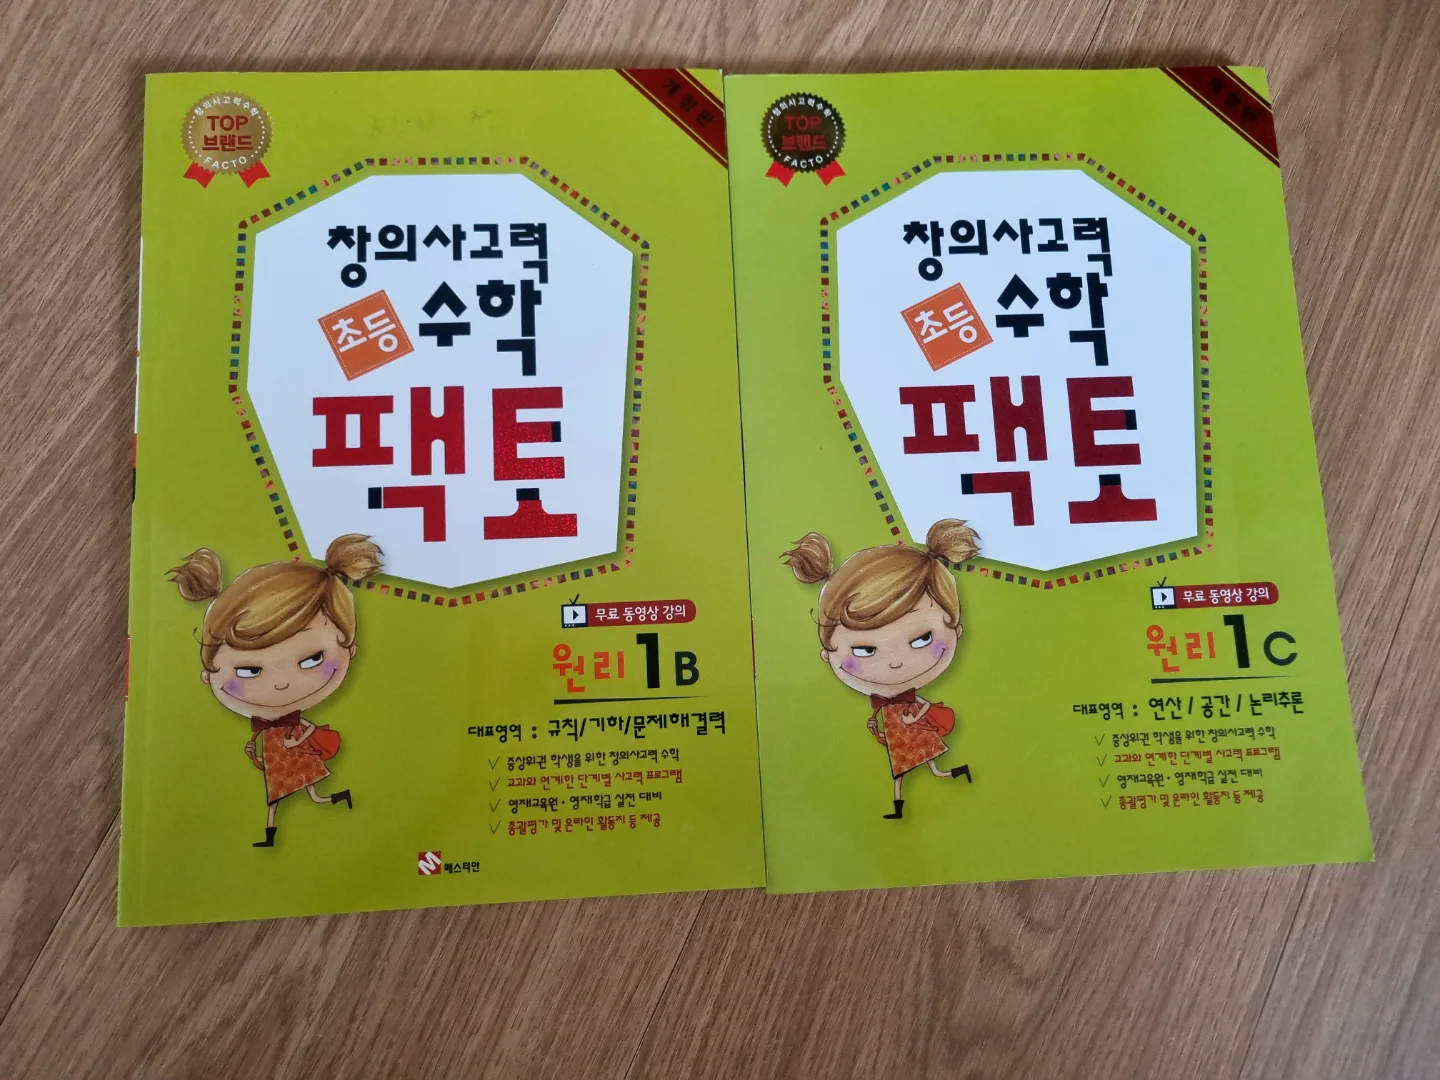 창의사고력수학
TOP
브랜드
FACTO
개정판
창의사고력
초등 수학
팩토
무료 동영상 강의
원리 1 B
대표영역 : 규칙/기하/문제해결력
✓ 중상위권 학생을 위한 창의사고력 수학
✓ 교과와 연계한 단계별 사고력 프로그램
✓ 영재교육원·영재학급 실전 대비
✓ 총괄평가 및 온라인 활동지 등 제공
M 매스티안
창의사고력수학
TOP
브랜드
FACTO
개정판
창의사고력
초등 수학
팩토
무료 동영상 강의
원리 1 C
대표영역 : 연산/공간/논리추론
✓ 중상위권 학생을 위한 창의사고력 수학
✓ 교과와 연계한 단계별 사고력 프로그램
✓ 영재교육원·영재학급 실전 대비
✓ 총괄평가 및 온라인 활동지 등 제공